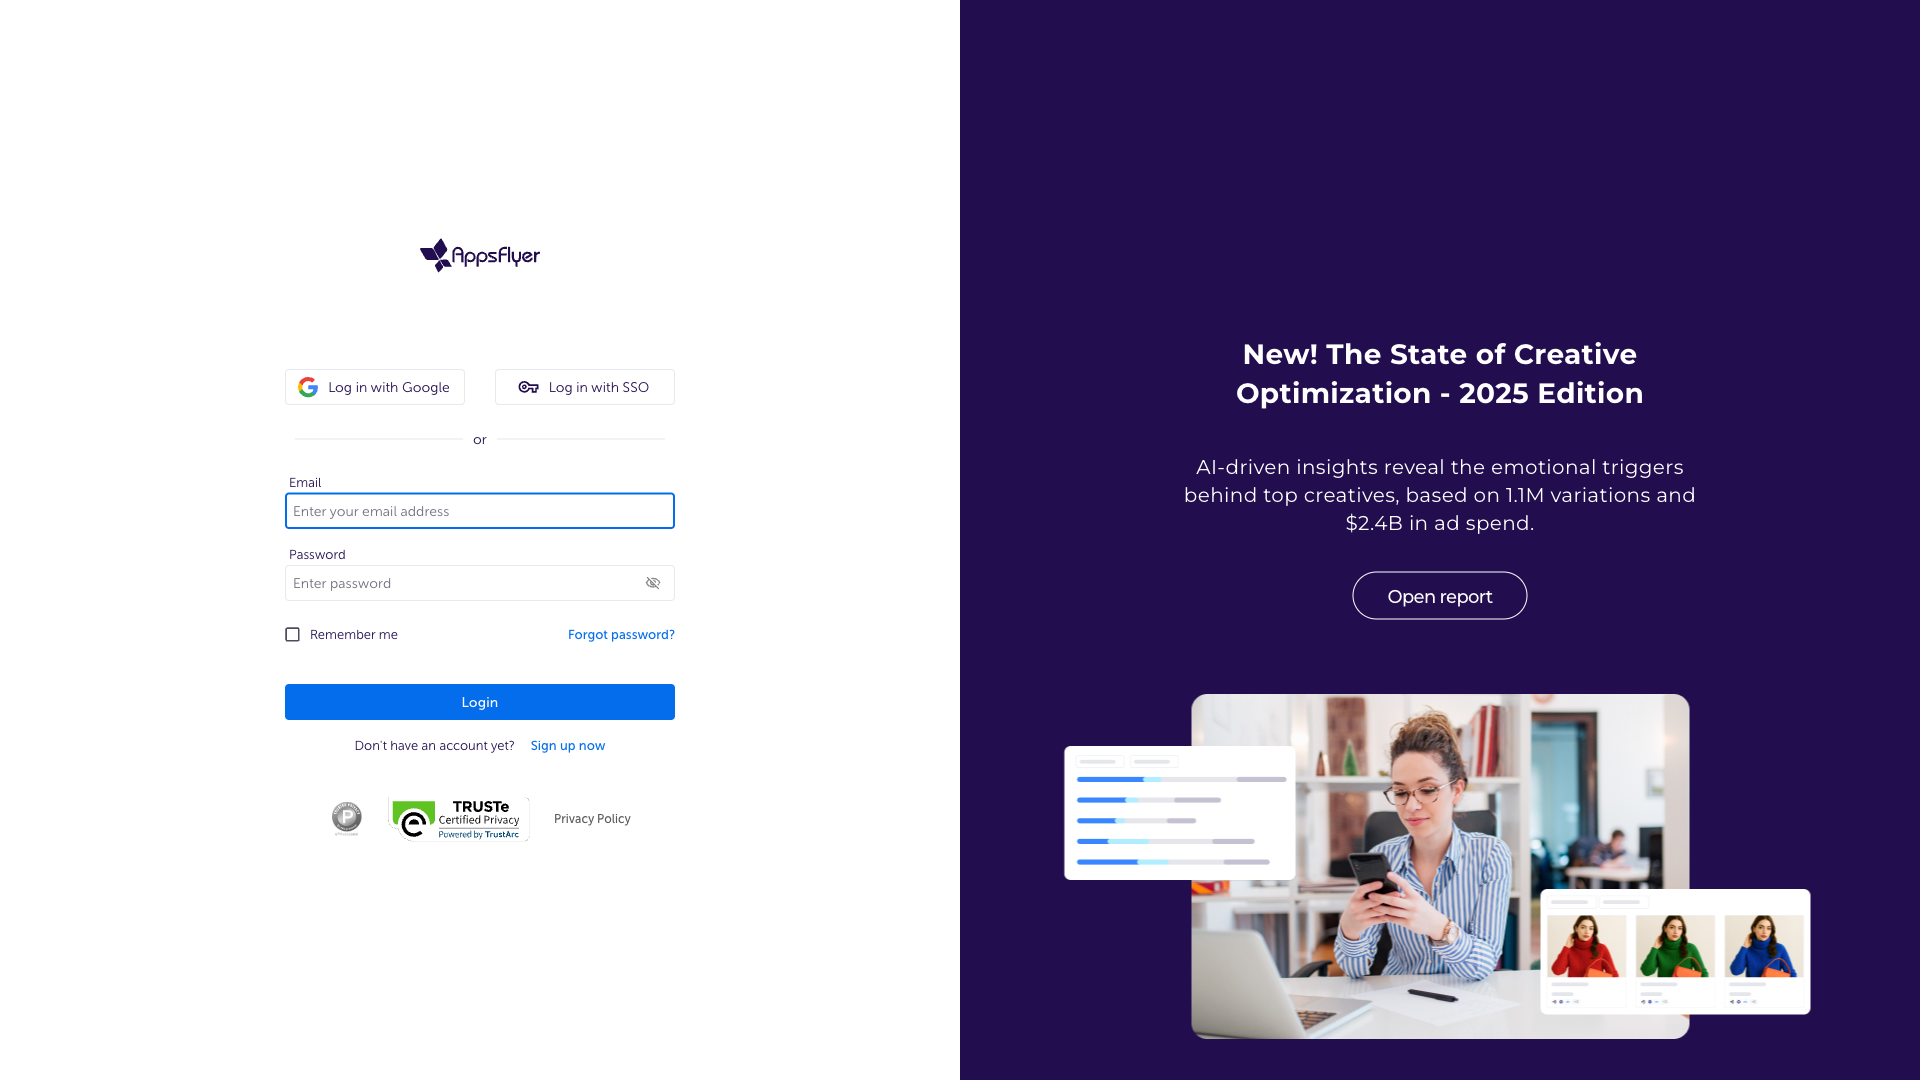 AppsFlyer
Log in with Google
Log in with SSO
or
Email
Enter your email address
Password
Enter password
Remember me
Forgot password?
Login
Don't have an account yet? Sign up now
P
TRUSTe
Certified Privacy
Powered by TrustArc
Privacy Policy
New! The State of Creative
Optimization - 2025 Edition
AI-driven insights reveal the emotional triggers
behind top creatives, based on 1.1M variations and
$2.4B in ad spend.
Open report